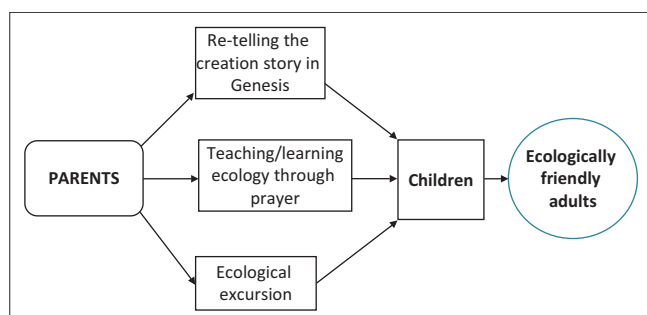 Re-telling the
creation story in
Genesis
PARENTS
Teaching/learning
ecology through
prayer
Children
Ecologically
friendly
adults
Ecological
excursion